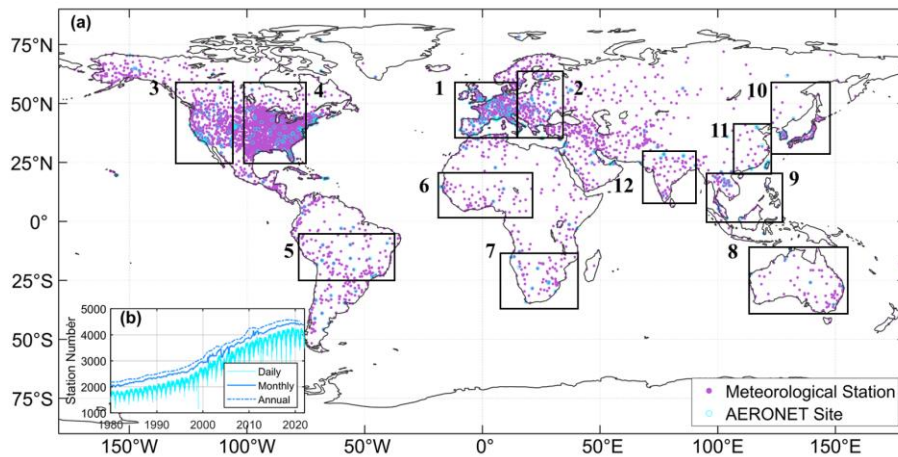 (a)
75°N
50°N
25°N
0°
25°S
50°S
75°S
3
4
1
2
10
11
6
12
9
5
7
8
(b)
Station Number
5000
4000
3000
2000
1000
Daily
Monthly
Annual
1980
1990
2000
2010
2020
Meteorological Station
AERONET Site
150°W
100°W
50°W
0°
50°E
100°E
150°E